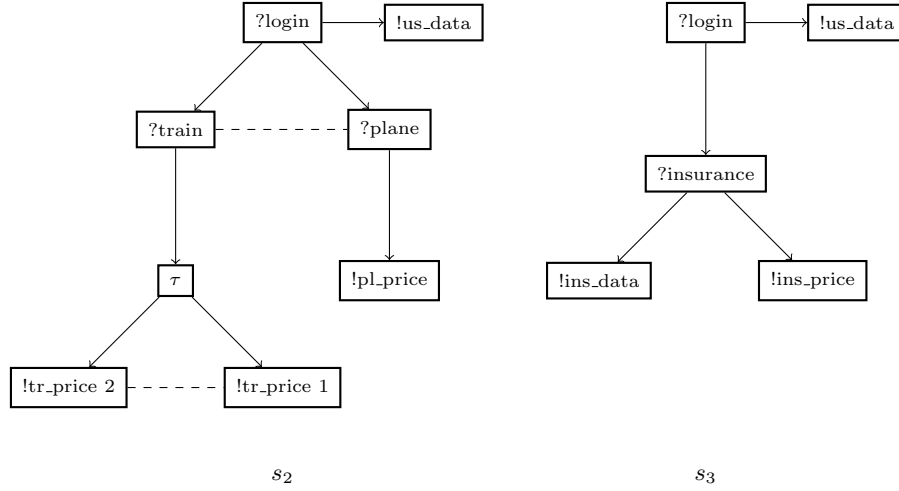 ?login
!us_data
?train
?plane
τ
!pl_price
!tr_price 2
!tr_price 1
s2
?login
!us_data
?insurance
!ins_data
!ins_price
s3